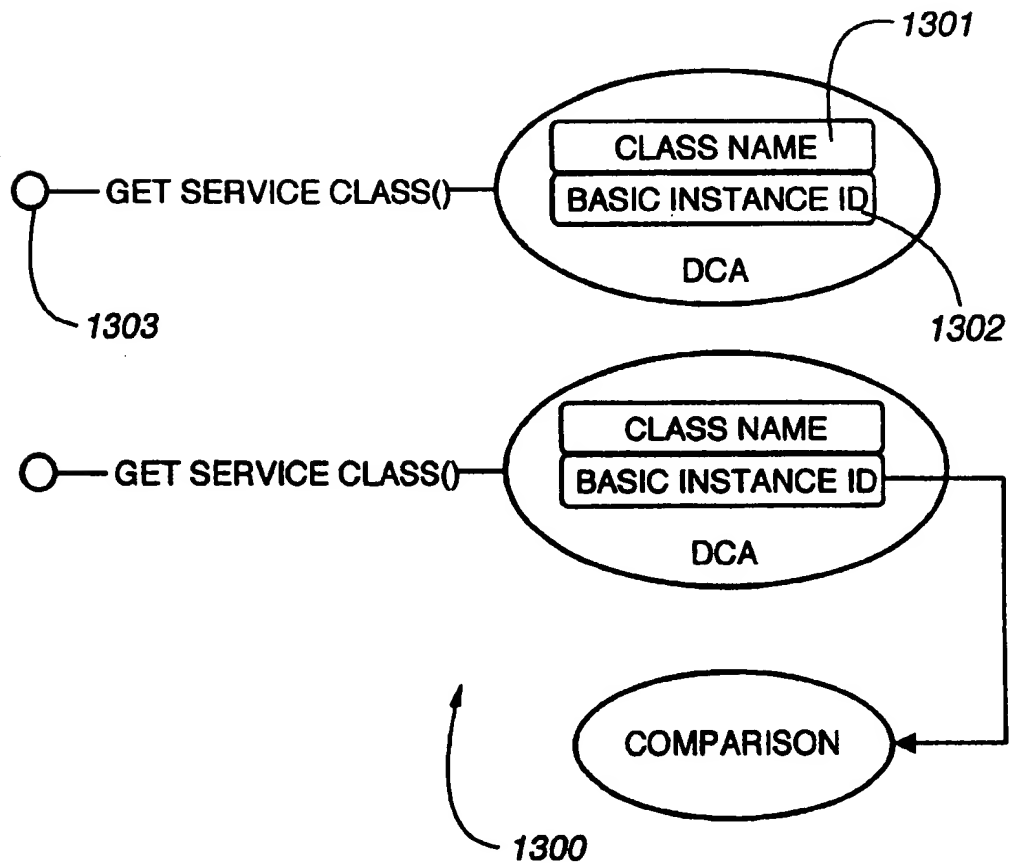 1301
CLASS NAME
GET SERVICE CLASS()
BASIC INSTANCE ID
DCA
1303
1302
CLASS NAME
GET SERVICE CLASS()
BASIC INSTANCE ID
DCA
COMPARISON
1300